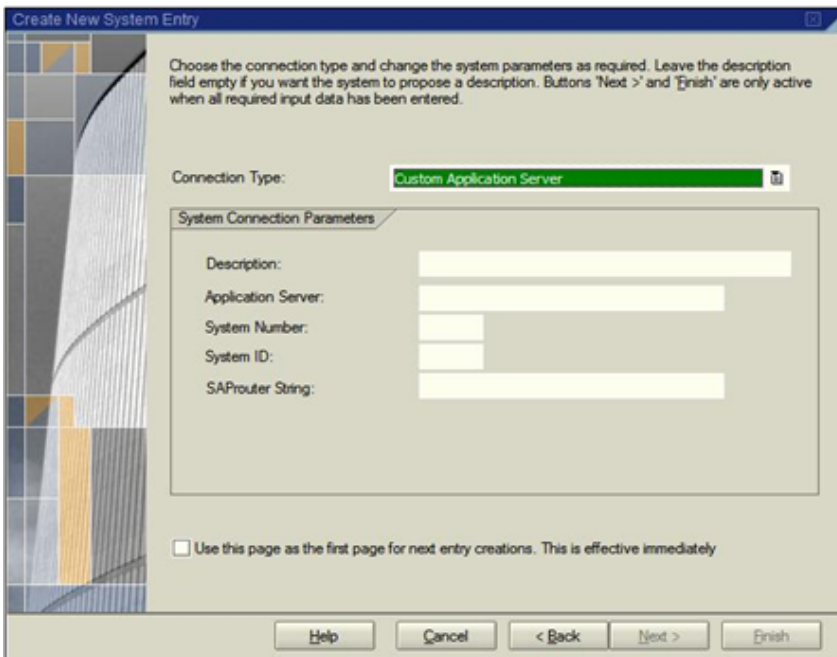 Create New System Entry
Choose the connection type and change the system parameters as required. Leave the description
field empty if you want the system to propose a description. Buttons 'Next >' and 'Finish' are only active
when all required input data has been entered.
Connection Type: Custom Application Server
System Connection Parameters
Description:
Application Server:
System Number:
System ID:
SAProuter String:
Use this page as the first page for next entry creations. This is effective immediately
Help Cancel < Back Next > Finish